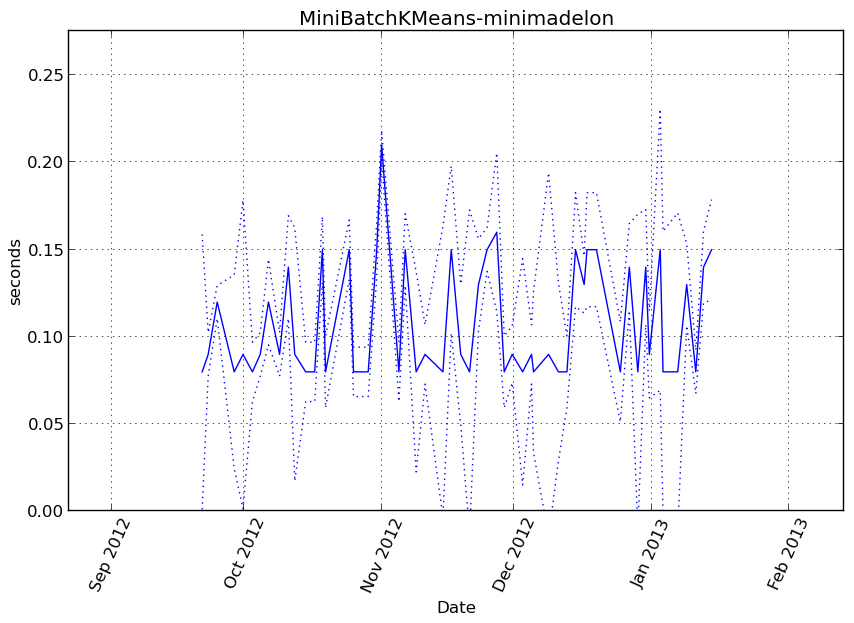 MiniBatchKMeans-minimadelon
0.25
0.20
0.15
0.10
0.05
0.00
seconds
Sep 2012
Oct 2012
Nov 2012
Dec 2012
Jan 2013
Feb 2013
Date